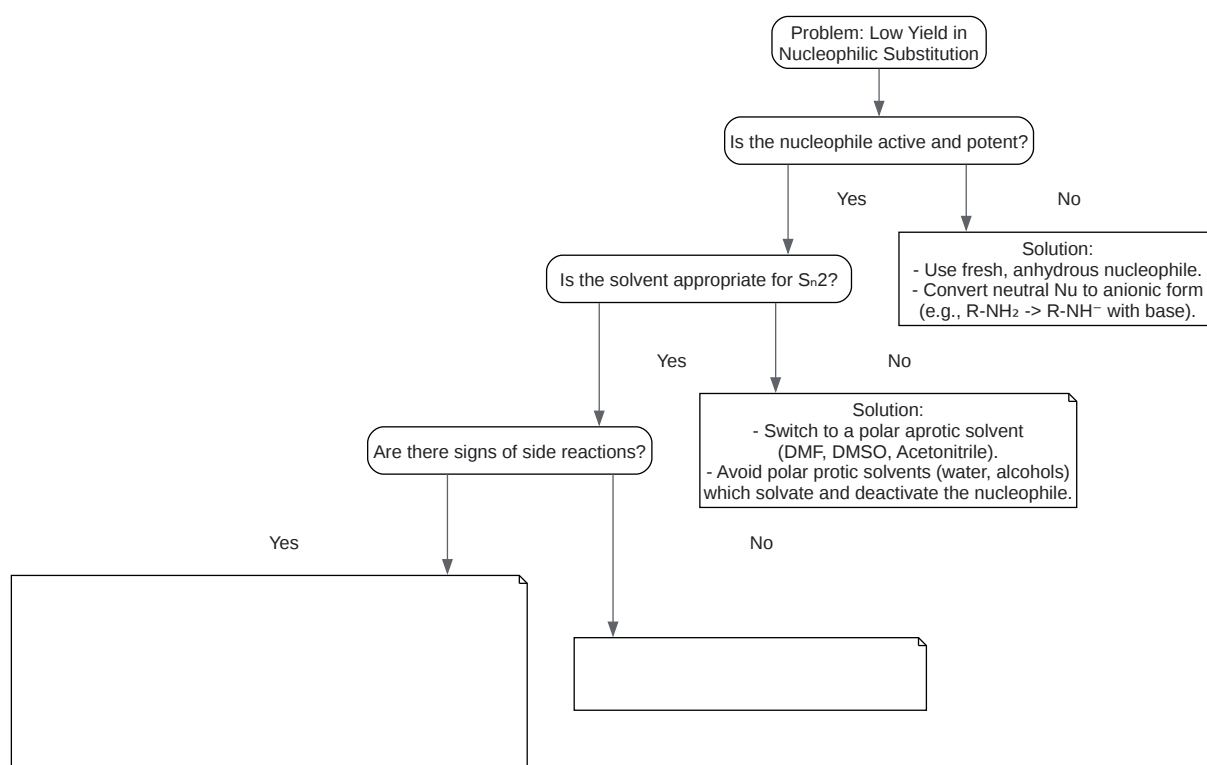 Problem: Low Yield in
Nucleophilic Substitution
Is the nucleophile active and potent?
Yes
No
Solution:
- Use fresh, anhydrous nucleophile.
- Convert neutral Nu to anionic form
(e.g., R-NH₂ -> R-NH⁻ with base).
Is the solvent appropriate for Sₙ2?
Yes
No
Solution:
- Switch to a polar aprotic solvent
(DMF, DMSO, Acetonitrile).
- Avoid polar protic solvents (water, alcohols)
which solvate and deactivate the nucleophile.
Are there signs of side reactions?
Yes
No